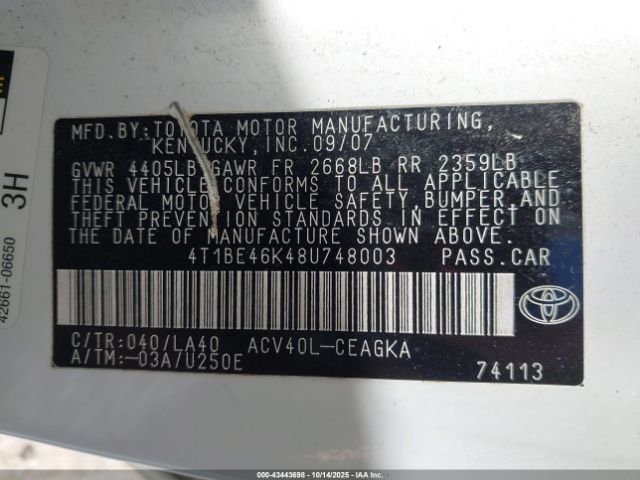 MFD.BY:TOYOTA MOTOR MANUFACTURING,
KENTUCKY, INC.09/07
GVWR 4405LB GAWR FR 2668LB RR 2359LB
THIS VEHICLE CONFORMS TO ALL APPLICABLE
FEDERAL MOTOR VEHICLE SAFETY,BUMPER,AND
THEFT PREVENTION STANDARDS IN EFFECT ON
THE DATE OF MANUFACTURE SHOWN ABOVE.
4T1BE46K48U748003 PASS.CAR
C/TR:040/LA40 ACV40L-CEAGKA
A/TM:-03A/U250E
TOYOTA
74113
42661-06650
3H
000-43443698 - 10/14/2025 - IAA Inc.